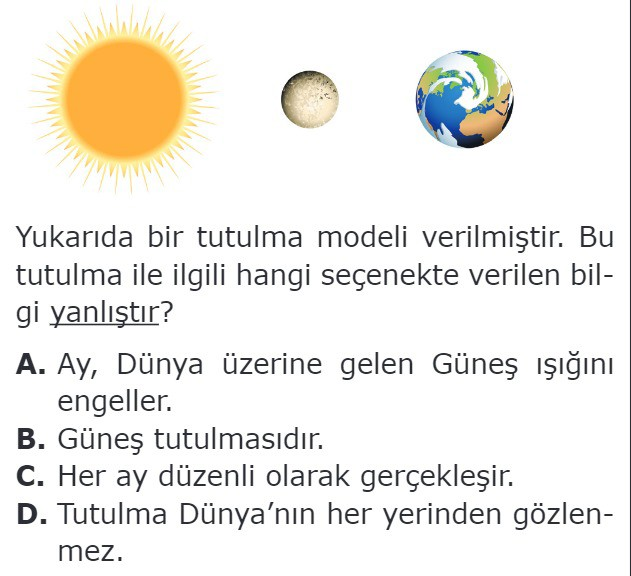 Yukarıda bir tutulma modeli verilmiştir. Bu
tutulma ile ilgili hangi seçenekte verilen bil-
gi yanlıştır?
A. Ay, Dünya üzerine gelen Güneş ışığını
engeller.
B. Güneş tutulmasıdır.
C. Her ay düzenli olarak gerçekleşir.
D. Tutulma Dünya’nın her yerinden gözlen-
mez.